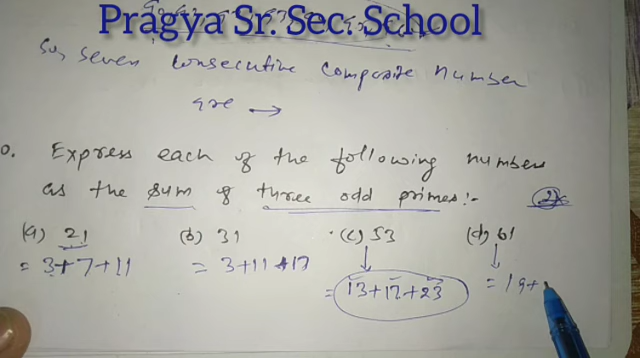 Pragya Sr. Sec. School
So, Seven consecutive composite number
are →
0. Express each of the following numbers
as the sum of three odd primes:-
(a) 21 (b) 31 (c) 53 (d) 61
= 3+7+11 = 3+11+17 = 13+17+23 = 19+